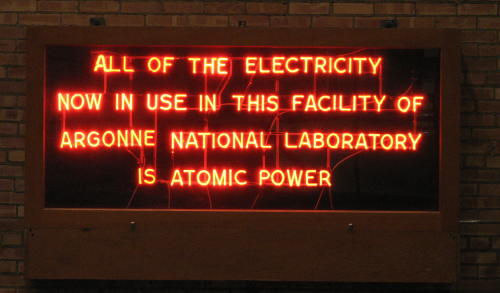 ALL OF THE ELECTRICITY
NOW IN USE IN THIS FACILITY OF
ARGONNE NATIONAL LABORATORY
IS ATOMIC POWER